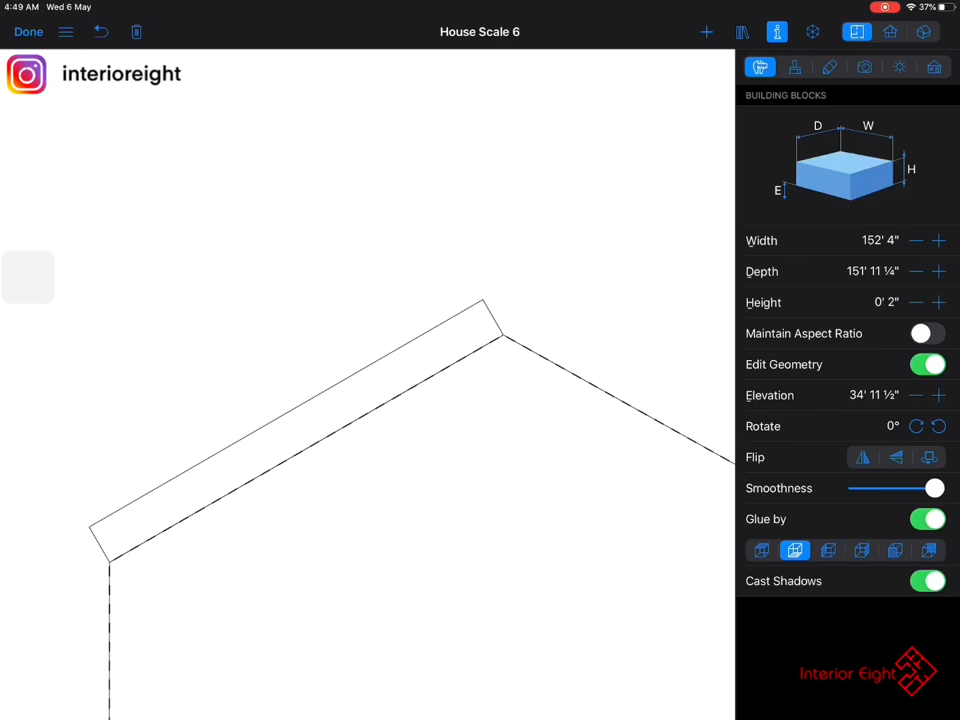 4:49 AM Wed 6 May
37%
Done
House Scale 6
interioreight
BUILDING BLOCKS
D
W
H
E
Width 152' 4"
Depth 151' 11 ¼"
Height 0' 2"
Maintain Aspect Ratio
Edit Geometry
Elevation 34' 11 ½"
Rotate 0°
Flip
Smoothness
Glue by
Cast Shadows
Interior Eight